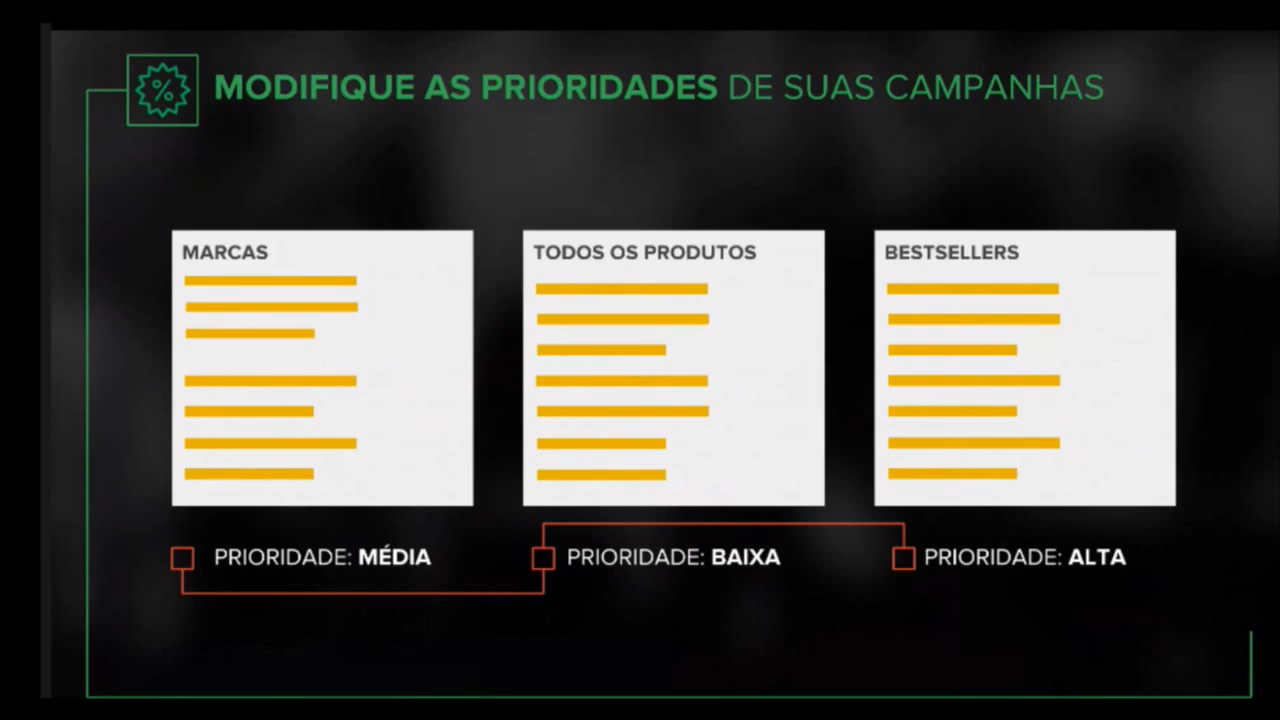 %
MODIFIQUE AS PRIORIDADES DE SUAS CAMPANHAS
MARCAS
TODOS OS PRODUTOS
BESTSELLERS
PRIORIDADE: MÉDIA
PRIORIDADE: BAIXA
PRIORIDADE: ALTA